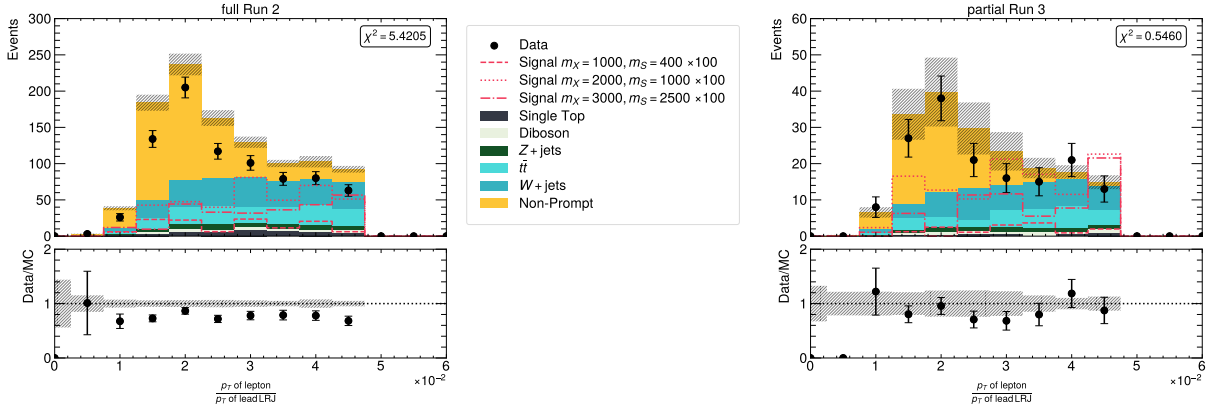 full Run 2
Events
300
250
200
150
100
50
0
χ² = 5.4205
Data/MC
2
1
0
0 1 2 3 4 5 6
×10⁻²
p_T of lepton
p_T of lead LRJ
Data
Signal m_X = 1000, m_S = 400 ×100
Signal m_X = 2000, m_S = 1000 ×100
Signal m_X = 3000, m_S = 2500 ×100
Single Top
Diboson
Z + jets
tt̄
W + jets
Non-Prompt
partial Run 3
Events
60
50
40
30
20
10
0
χ² = 0.5460
Data/MC
2
1
0
0 1 2 3 4 5 6
×10⁻²
p_T of lepton
p_T of lead LRJ